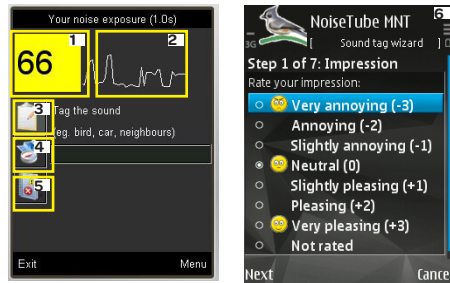 Your noise exposure (1.0s)
1
2
66
3
Tag the sound
(eg. bird, car, neighbours)
4
5
Exit
Menu
6
NoiseTube MNT
3G
[ Sound tag wizard ]
Step 1 of 7: Impression
Rate your impression:
Very annoying (-3)
Annoying (-2)
Slightly annoying (-1)
Neutral (0)
Slightly pleasing (+1)
Pleasing (+2)
Very pleasing (+3)
Not rated
Next
Cance